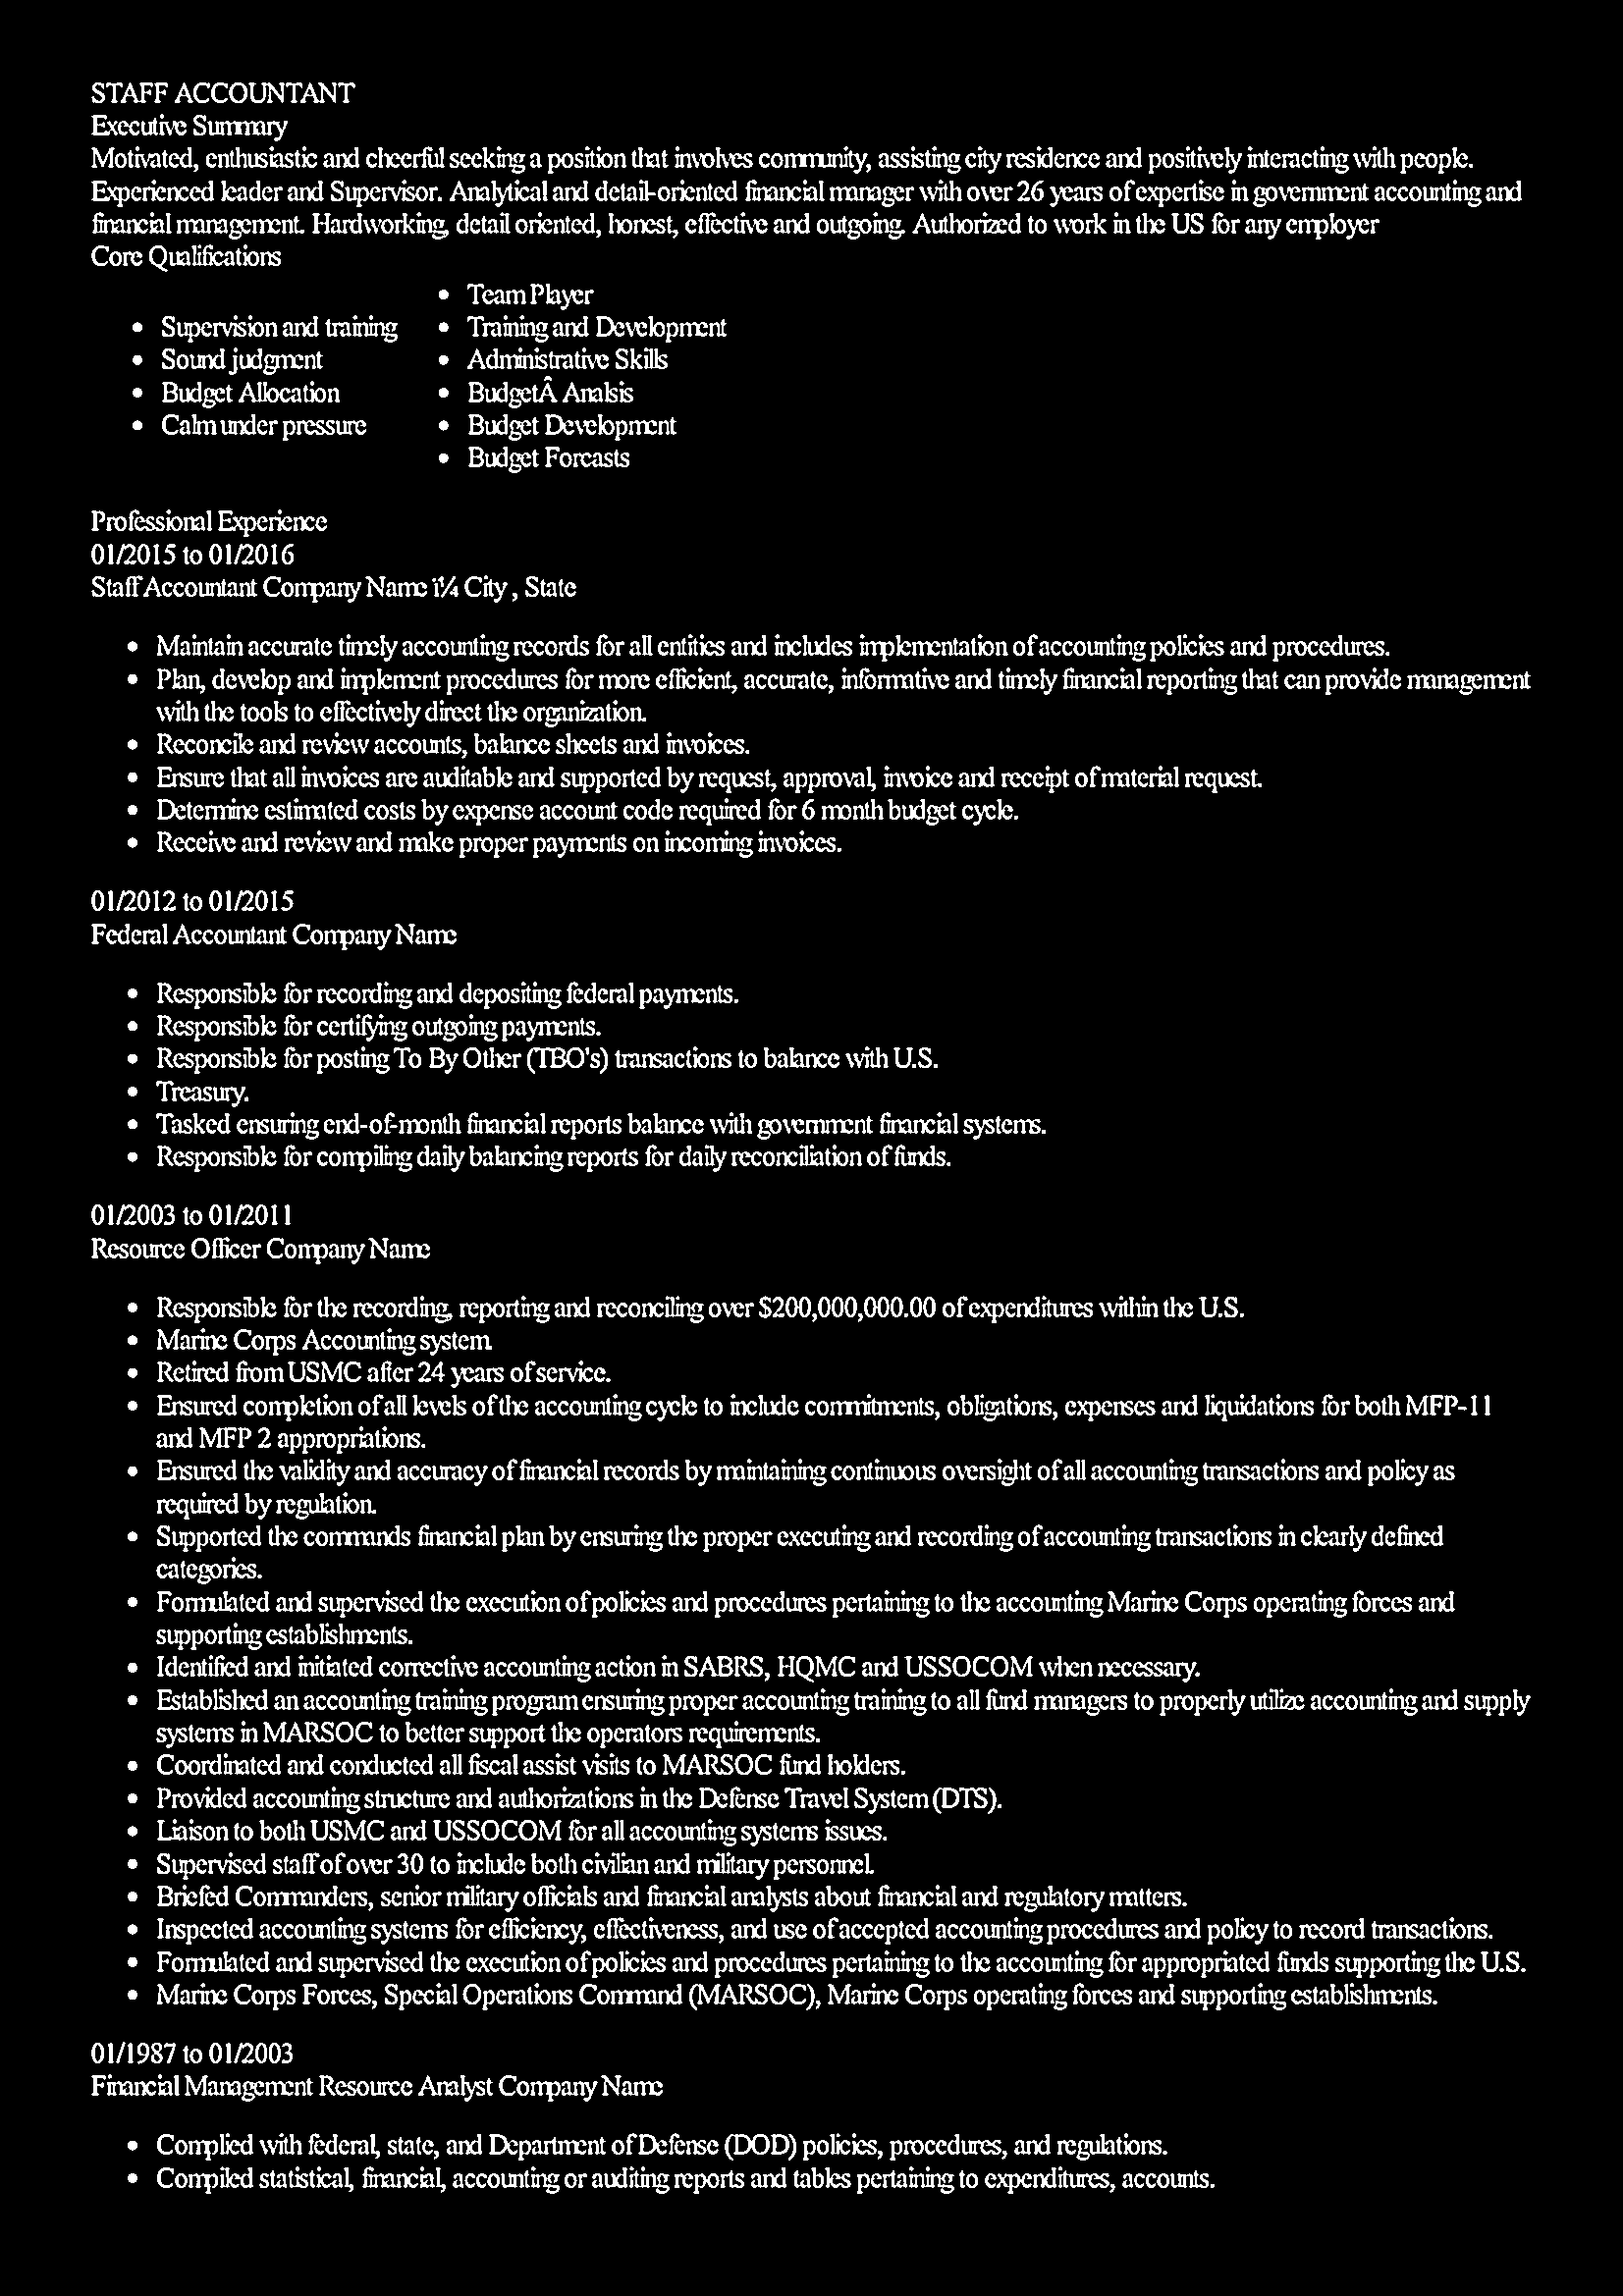 STAFF ACCOUNTANT
Executive Summary
Motivated, enthusiastic and cheerful seeking a position that involves community, assisting city residence and positively interacting with people.
Experienced leader and Supervisor. Analytical and detail-oriented financial manager with over 26 years of expertise in government accounting and
financial management. Hardworking, detail oriented, honest, effective and outgoing. Authorized to work in the US for any employer
Core Qualifications
• Supervision and training
• Sound judgment
• Budget Allocation
• Calm under pressure
• Team Player
• Training and Development
• Administrative Skills
• BudgetÂ Analsis
• Budget Development
• Budget Forcasts
Professional Experience
01/2015 to 01/2016
Staff Accountant Company Name ï¼ City , State
• Maintain accurate timely accounting records for all entities and includes implementation of accounting policies and procedures.
• Plan, develop and implement procedures for more efficient, accurate, informative and timely financial reporting that can provide management
with the tools to effectively direct the organization.
• Reconcile and review accounts, balance sheets and invoices.
• Ensure that all invoices are auditable and supported by request, approval, invoice and receipt of material request.
• Determine estimated costs by expense account code required for 6 month budget cycle.
• Receive and review and make proper payments on incoming invoices.
01/2012 to 01/2015
Federal Accountant Company Name
• Responsible for recording and depositing federal payments.
• Responsible for certifying outgoing payments.
• Responsible for posting To By Other (TBO's) transactions to balance with U.S.
• Treasury.
• Tasked ensuring end-of-month financial reports balance with government financial systems.
• Responsible for compiling daily balancing reports for daily reconciliation of funds.
01/2003 to 01/2011
Resource Officer Company Name
• Responsible for the recording, reporting and reconciling over $200,000,000.00 of expenditures within the U.S.
• Marine Corps Accounting system.
• Retired from USMC after 24 years of service.
• Ensured completion of all levels of the accounting cycle to include commitments, obligations, expenses and liquidations for both MFP-11
and MFP 2 appropriations.
• Ensured the validity and accuracy of financial records by maintaining continuous oversight of all accounting transactions and policy as
required by regulation.
• Supported the commands financial plan by ensuring the proper executing and recording of accounting transactions in clearly defined
categories.
• Formulated and supervised the execution of policies and procedures pertaining to the accounting Marine Corps operating forces and
supporting establishments.
• Identified and initiated corrective accounting action in SABRS, HQMC and USSOCOM when necessary.
• Established an accounting training program ensuring proper accounting training to all fund managers to properly utilize accounting and supply
systems in MARSOC to better support the operators requirements.
• Coordinated and conducted all fiscal assist visits to MARSOC fund holders.
• Provided accounting structure and authorizations in the Defense Travel System (DTS).
• Liaison to both USMC and USSOCOM for all accounting systems issues.
• Supervised staff of over 30 to include both civilian and military personnel.
• Briefed Commanders, senior military officials and financial analysts about financial and regulatory matters.
• Inspected accounting systems for efficiency, effectiveness, and use of accepted accounting procedures and policy to record transactions.
• Formulated and supervised the execution of policies and procedures pertaining to the accounting for appropriated funds supporting the U.S.
• Marine Corps Forces, Special Operations Command (MARSOC), Marine Corps operating forces and supporting establishments.
01/1987 to 01/2003
Financial Management Resource Analyst Company Name
• Complied with federal, state, and Department of Defense (DOD) policies, procedures, and regulations.
• Compiled statistical, financial, accounting or auditing reports and tables pertaining to expenditures, accounts.